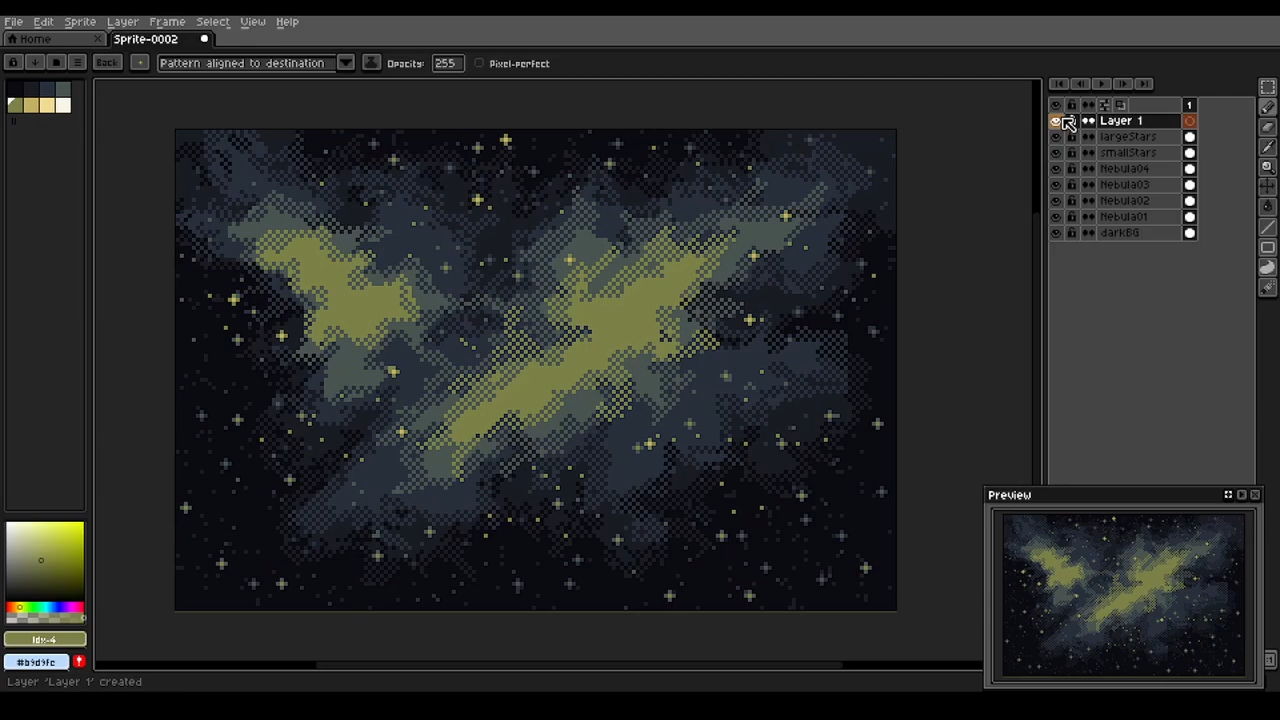 File Edit Sprite Layer Frame Select View Help
Home Sprite-0002
Back Pattern aligned to destination Opacity: 255 Pixel-perfect
1
Layer 1
largeStars
smallStars
Nebula04
Nebula03
Nebula02
Nebula01
darkBG
Preview
Idx-4
#b9d9fc
Layer 'Layer 1' created